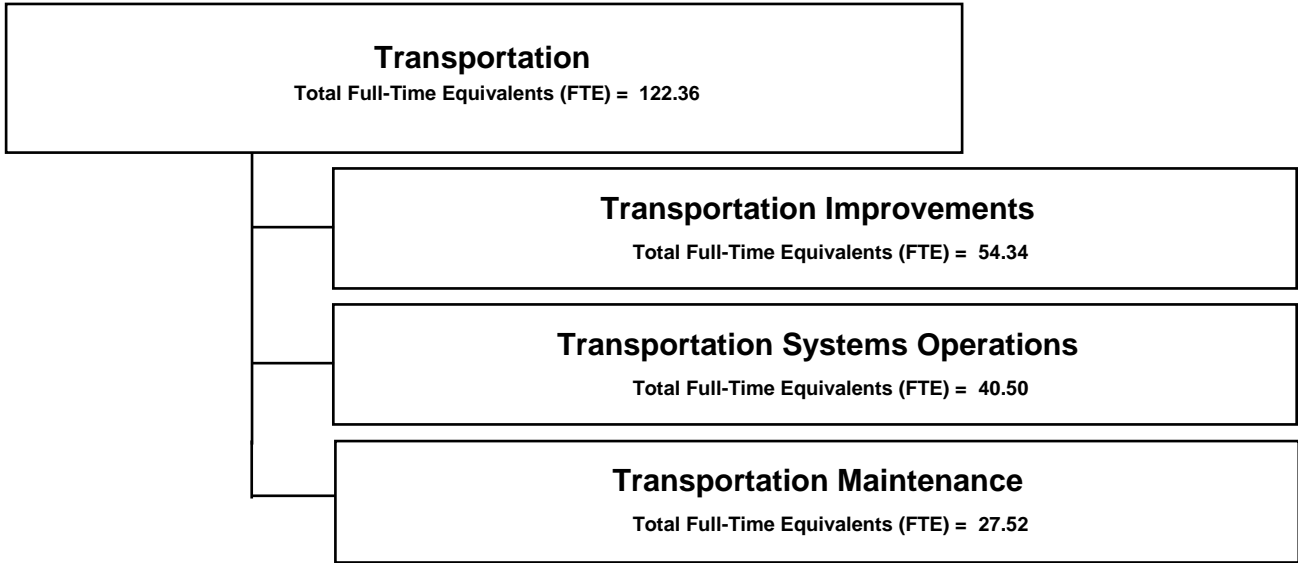 Transportation
Total Full-Time Equivalents (FTE) = 122.36
Transportation Improvements
Total Full-Time Equivalents (FTE) = 54.34
Transportation Systems Operations
Total Full-Time Equivalents (FTE) = 40.50
Transportation Maintenance
Total Full-Time Equivalents (FTE) = 27.52